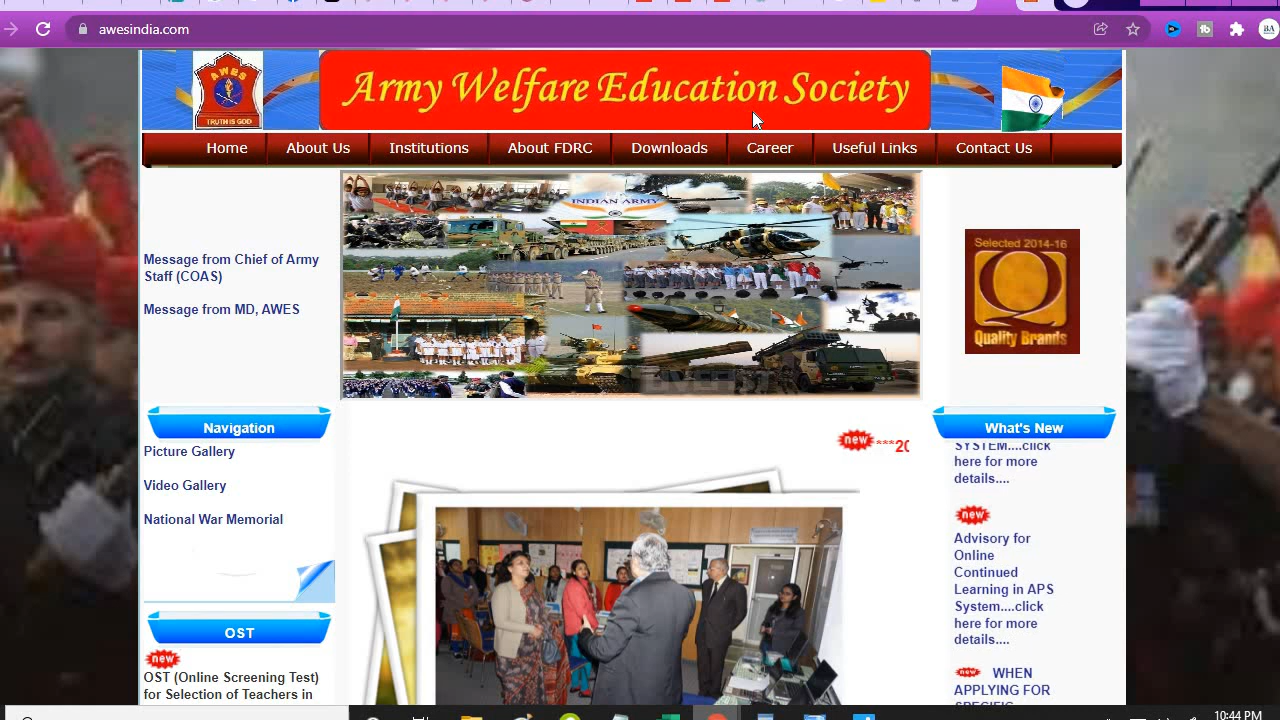 awesindia.com
AWES
TRUTH IS GOD
Army Welfare Education Society
Home
About Us
Institutions
About FDRC
Downloads
Career
Useful Links
Contact Us
Message from Chief of Army
Staff (COAS)
Message from MD, AWES
INDIAN ARMY
Selected 2014-16
Q
Quality Brands
Navigation
Picture Gallery
Video Gallery
National War Memorial
OST
new
OST (Online Screening Test)
for Selection of Teachers in
new ***20
What's New
SYSTEM....click
here for more
details....
new
Advisory for
Online
Continued
Learning in APS
System....click
here for more
details....
new WHEN
APPLYING FOR
SPECIFIC
10:44 PM